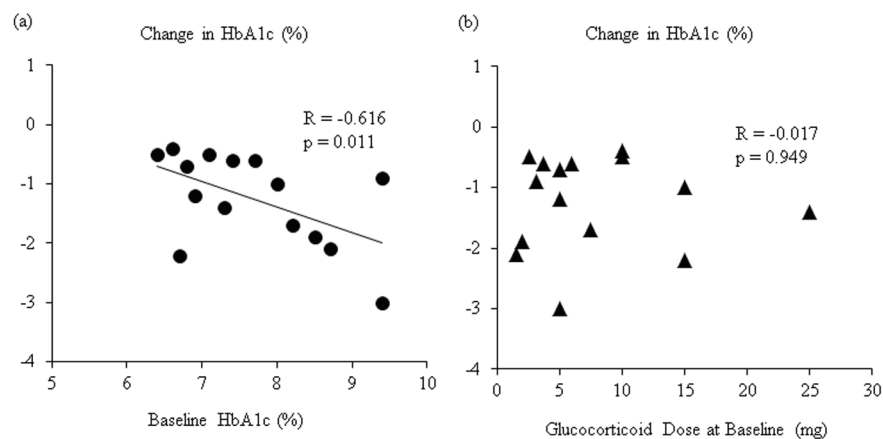 (a)
Change in HbA1c (%)
1
0
-1
-2
-3
-4
5
6
7
8
9
10
R = -0.616
p = 0.011
Baseline HbA1c (%)
(b)
Change in HbA1c (%)
1
0
-1
-2
-3
-4
0
5
10
15
20
25
30
R = -0.017
p = 0.949
Glucocorticoid Dose at Baseline (mg)